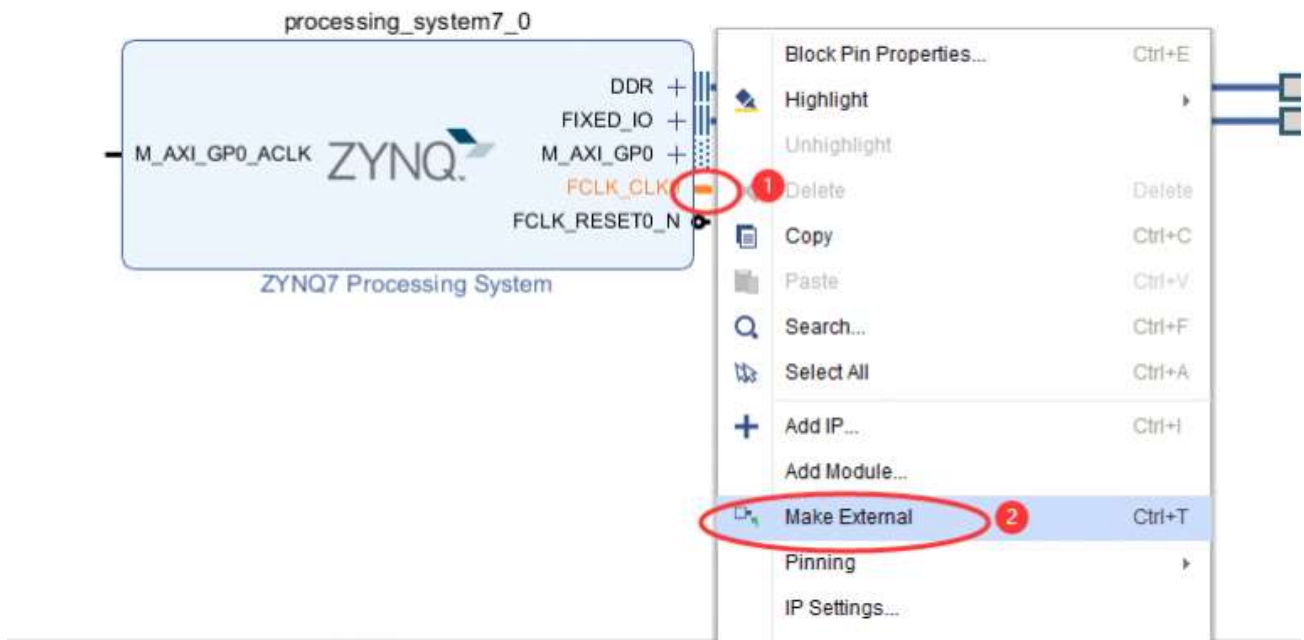 processing_system7_0
DDR
FIXED_IO
M_AXI_GP0_ACLK ZYNQ. M_AXI_GP0
FCLK_CLK0
FCLK_RESET0_N
ZYNQ7 Processing System
Block Pin Properties... Ctrl+E
Highlight
Unhighlight
1 Delete Delete
Copy Ctrl+C
Paste Ctrl+V
Search... Ctrl+F
Select All Ctrl+A
Add IP... Ctrl+I
Add Module...
Make External 2 Ctrl+T
Pinning
IP Settings...